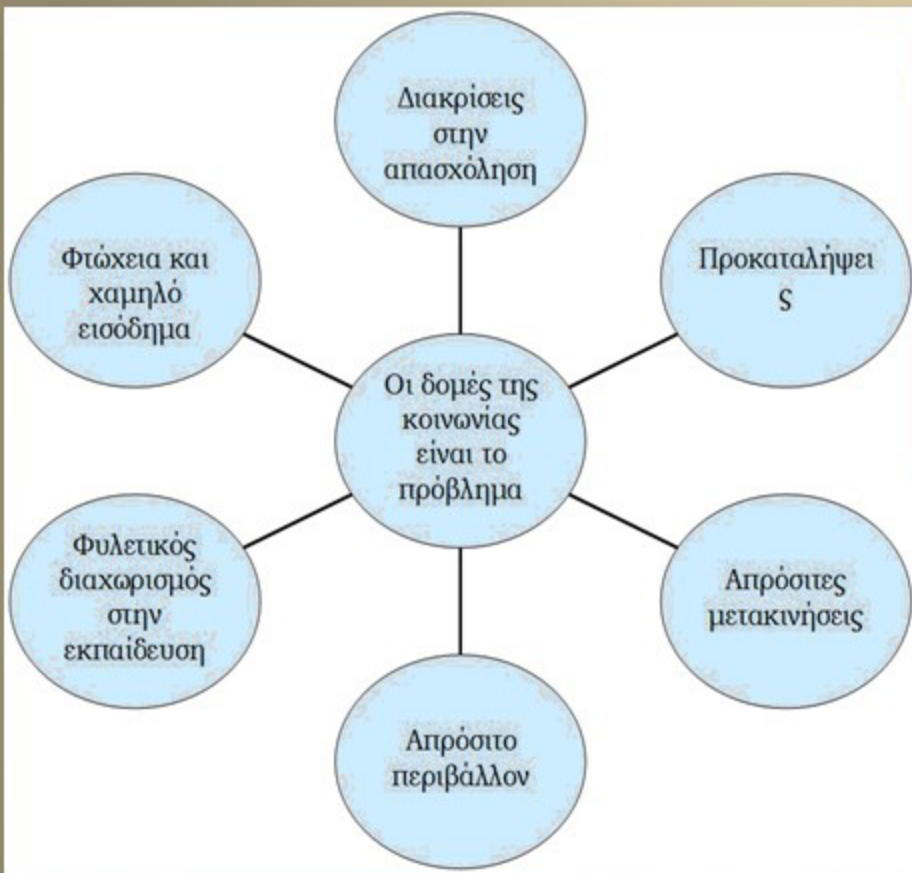 Διακρίσεις
στην
απασχόληση
Φτώχεια και
χαμηλό
εισόδημα
Προκαταλήψει
ς
Οι δομές της
κοινωνίας
είναι το
πρόβλημα
Φυλετικός
διαχωρισμός
στην
εκπαίδευση
Απρόσιτες
μετακινήσεις
Απρόσιτο
περιβάλλον